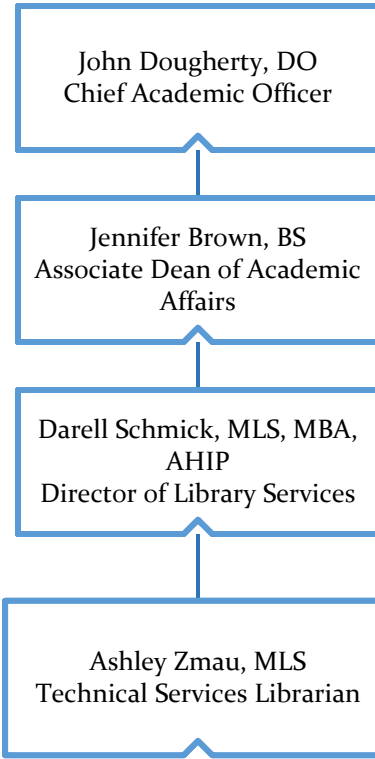 John Dougherty, DO
Chief Academic Officer
Jennifer Brown, BS
Associate Dean of Academic
Affairs
Darell Schmick, MLS, MBA,
AHIP
Director of Library Services
Ashley Zmau, MLS
Technical Services Librarian